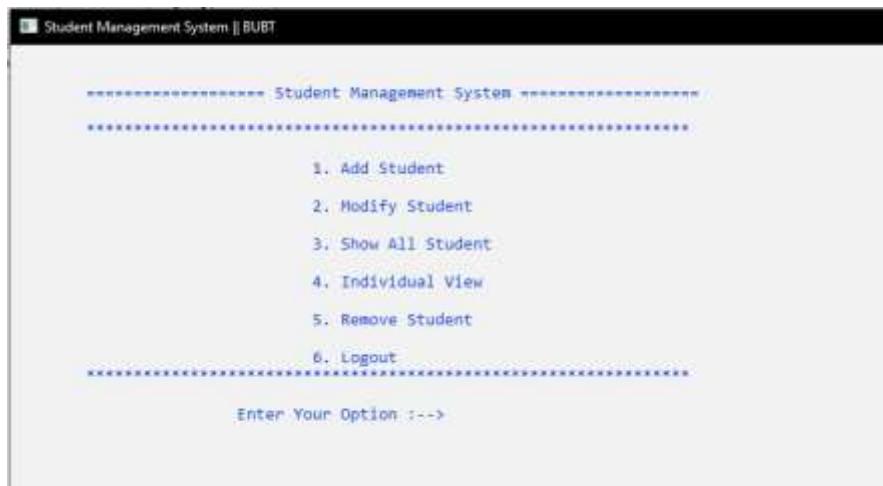 Student Management System || BUBT
=================== Student Management System ===================
****************************************************************
1. Add Student
2. Modify Student
3. Show All Student
4. Individual View
5. Remove Student
6. Logout
****************************************************************
Enter Your Option :-->